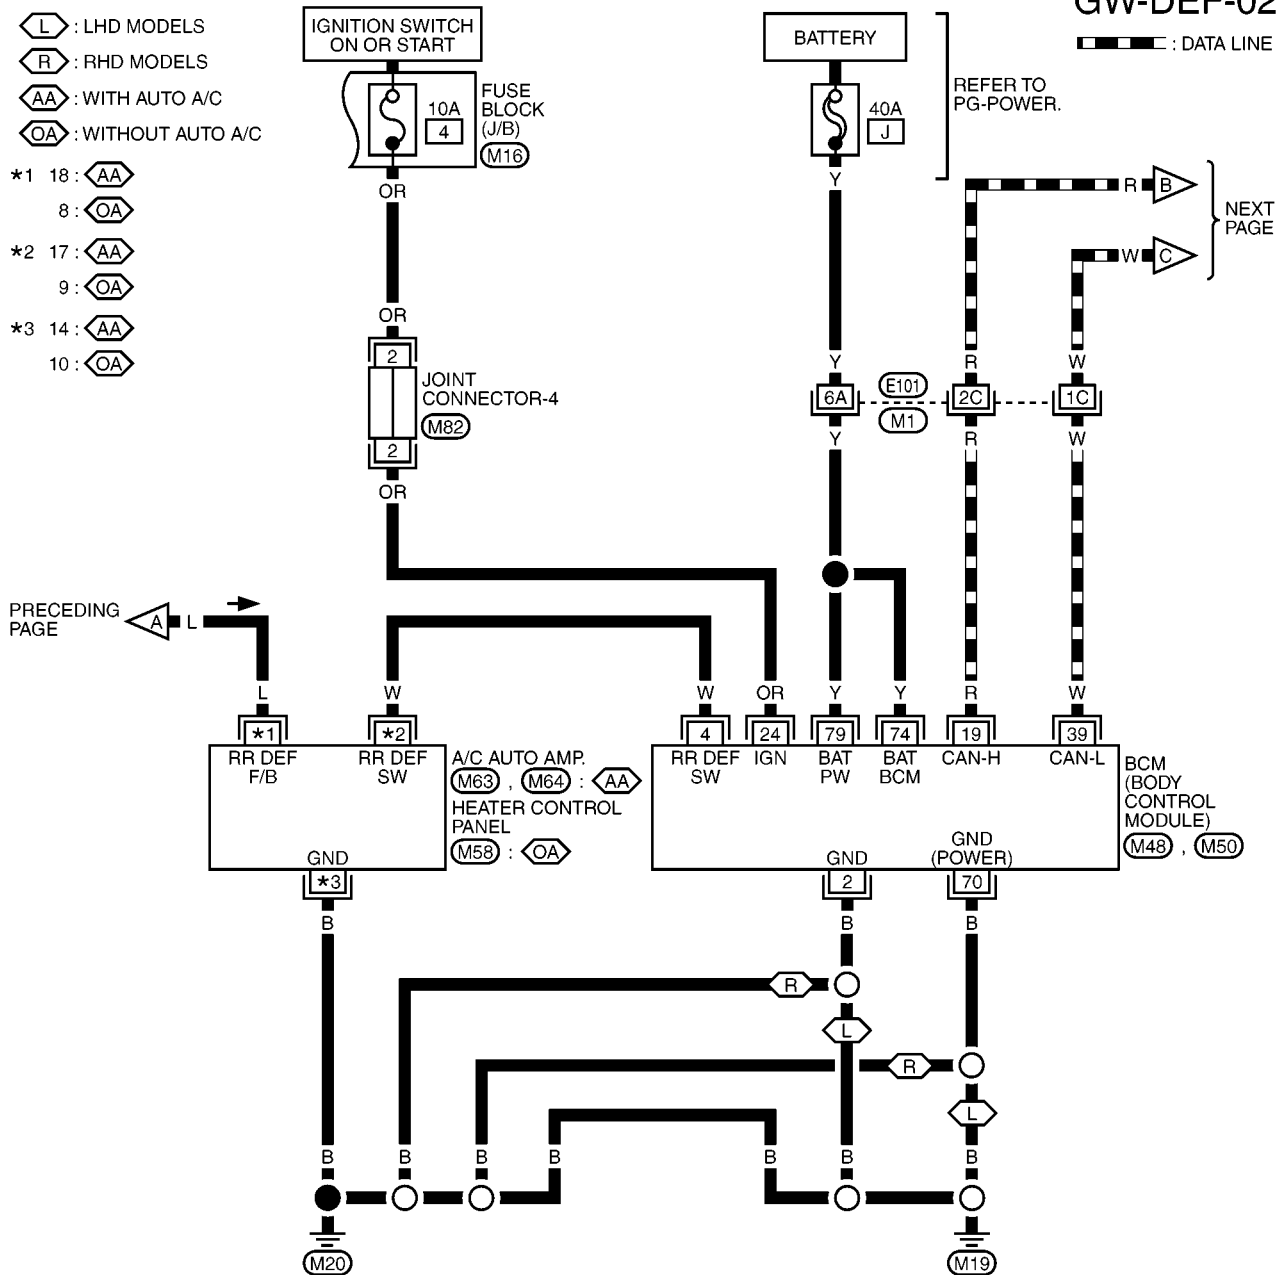 GW-DEF-02
L : LHD MODELS
R : RHD MODELS
AA : WITH AUTO A/C
OA : WITHOUT AUTO A/C
*1 18 : AA
8 : OA
*2 17 : AA
9 : OA
*3 14 : AA
10 : OA
IGNITION SWITCH
ON OR START
10A
4
FUSE
BLOCK
(J/B)
M16
BATTERY
40A
J
REFER TO
PG-POWER.
: DATA LINE
OR
Y
R B
W C
NEXT
PAGE
OR
2
JOINT
CONNECTOR-4
M82
2
OR
Y R W
6A E101 2C 1C
M1
Y R W
PRECEDING
PAGE
A L
L W W OR Y Y R W
*1 *2 4 24 79 74 19 39
RR DEF
F/B
RR DEF
SW
A/C AUTO AMP.
M63 , M64 : AA
HEATER CONTROL
PANEL
M58 : OA
GND
*3
RR DEF
SW
IGN
BAT
PW
BAT
BCM
CAN-H
CAN-L
BCM
(BODY
CONTROL
MODULE)
M48 , M50
GND
2
GND
(POWER)
70
B B B
R
L
R
L
B B B B B B B
M20 M19